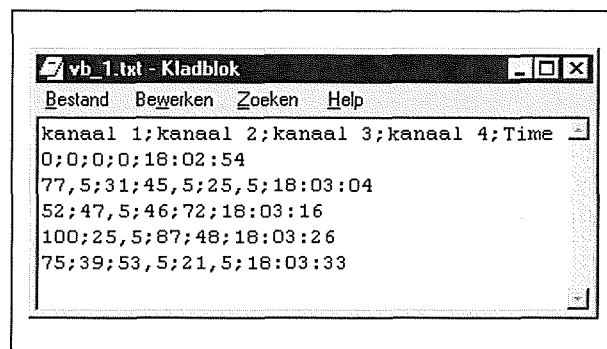 vb_1.txt - Kladblok
Bestand Bewerken Zoeken Help
kanaal 1;kanaal 2;kanaal 3;kanaal 4;Time
0;0;0;0;18:02:54
77,5;31;45,5;25,5;18:03:04
52;47,5;46;72;18:03:16
100;25,5;87;48;18:03:26
75;39;53,5;21,5;18:03:33